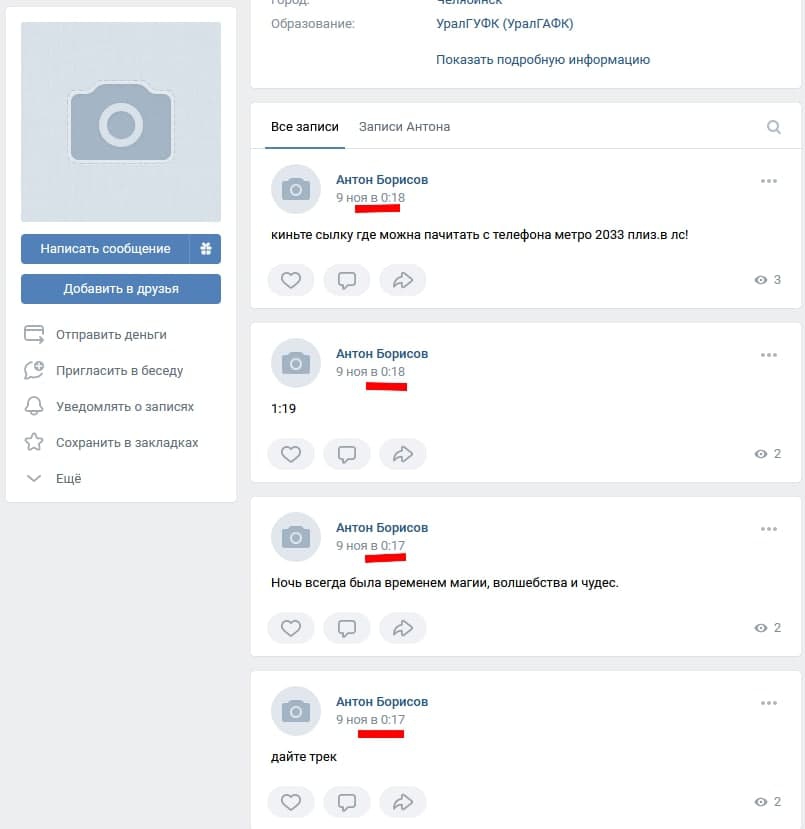 Город:
Челябинск
Образование:
УралГУФК (УралГАФК)
Показать подробную информацию
Все записи
Записи Антона
Написать сообщение
Добавить в друзья
Отправить деньги
Пригласить в беседу
Уведомлять о записях
Сохранить в закладках
Ещё
Антон Борисов
9 ноя в 0:18
киньте сылку где можна пачитать с телефона метро 2033 плиз.в лс!
3
Антон Борисов
9 ноя в 0:18
1:19
2
Антон Борисов
9 ноя в 0:17
Ночь всегда была временем магии, волшебства и чудес.
2
Антон Борисов
9 ноя в 0:17
дайте трек
2